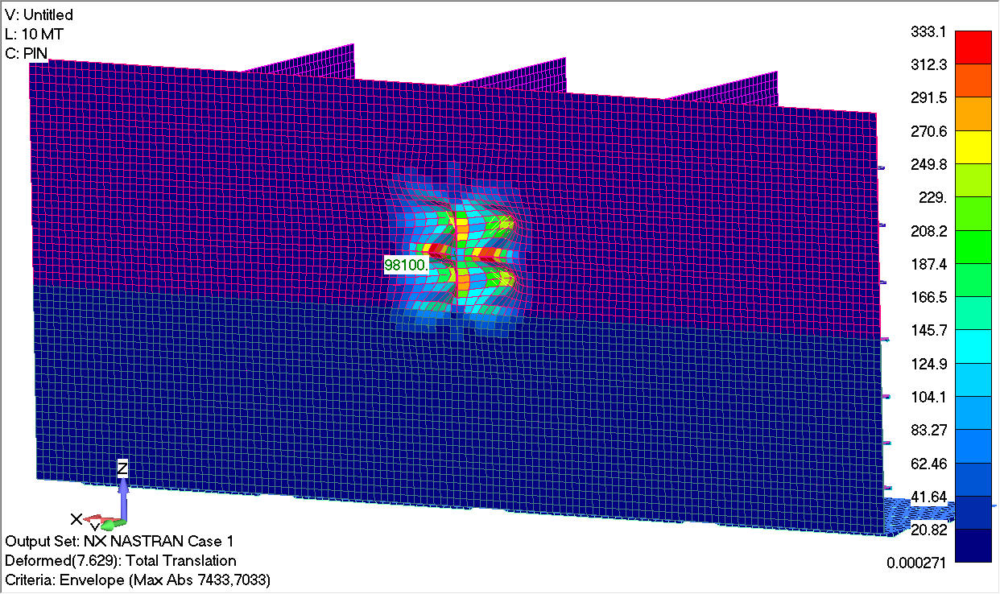 V: Untitled
L: 10 MT
C: PIN
333.1
312.3
291.5
270.6
249.8
229.
208.2
187.4
166.5
145.7
124.9
104.1
83.27
62.46
41.64
20.82
0.000271
98100.
Z
X
Y
Output Set: NX NASTRAN Case 1
Deformed(7.629): Total Translation
Criteria: Envelope (Max Abs 7433,7033)